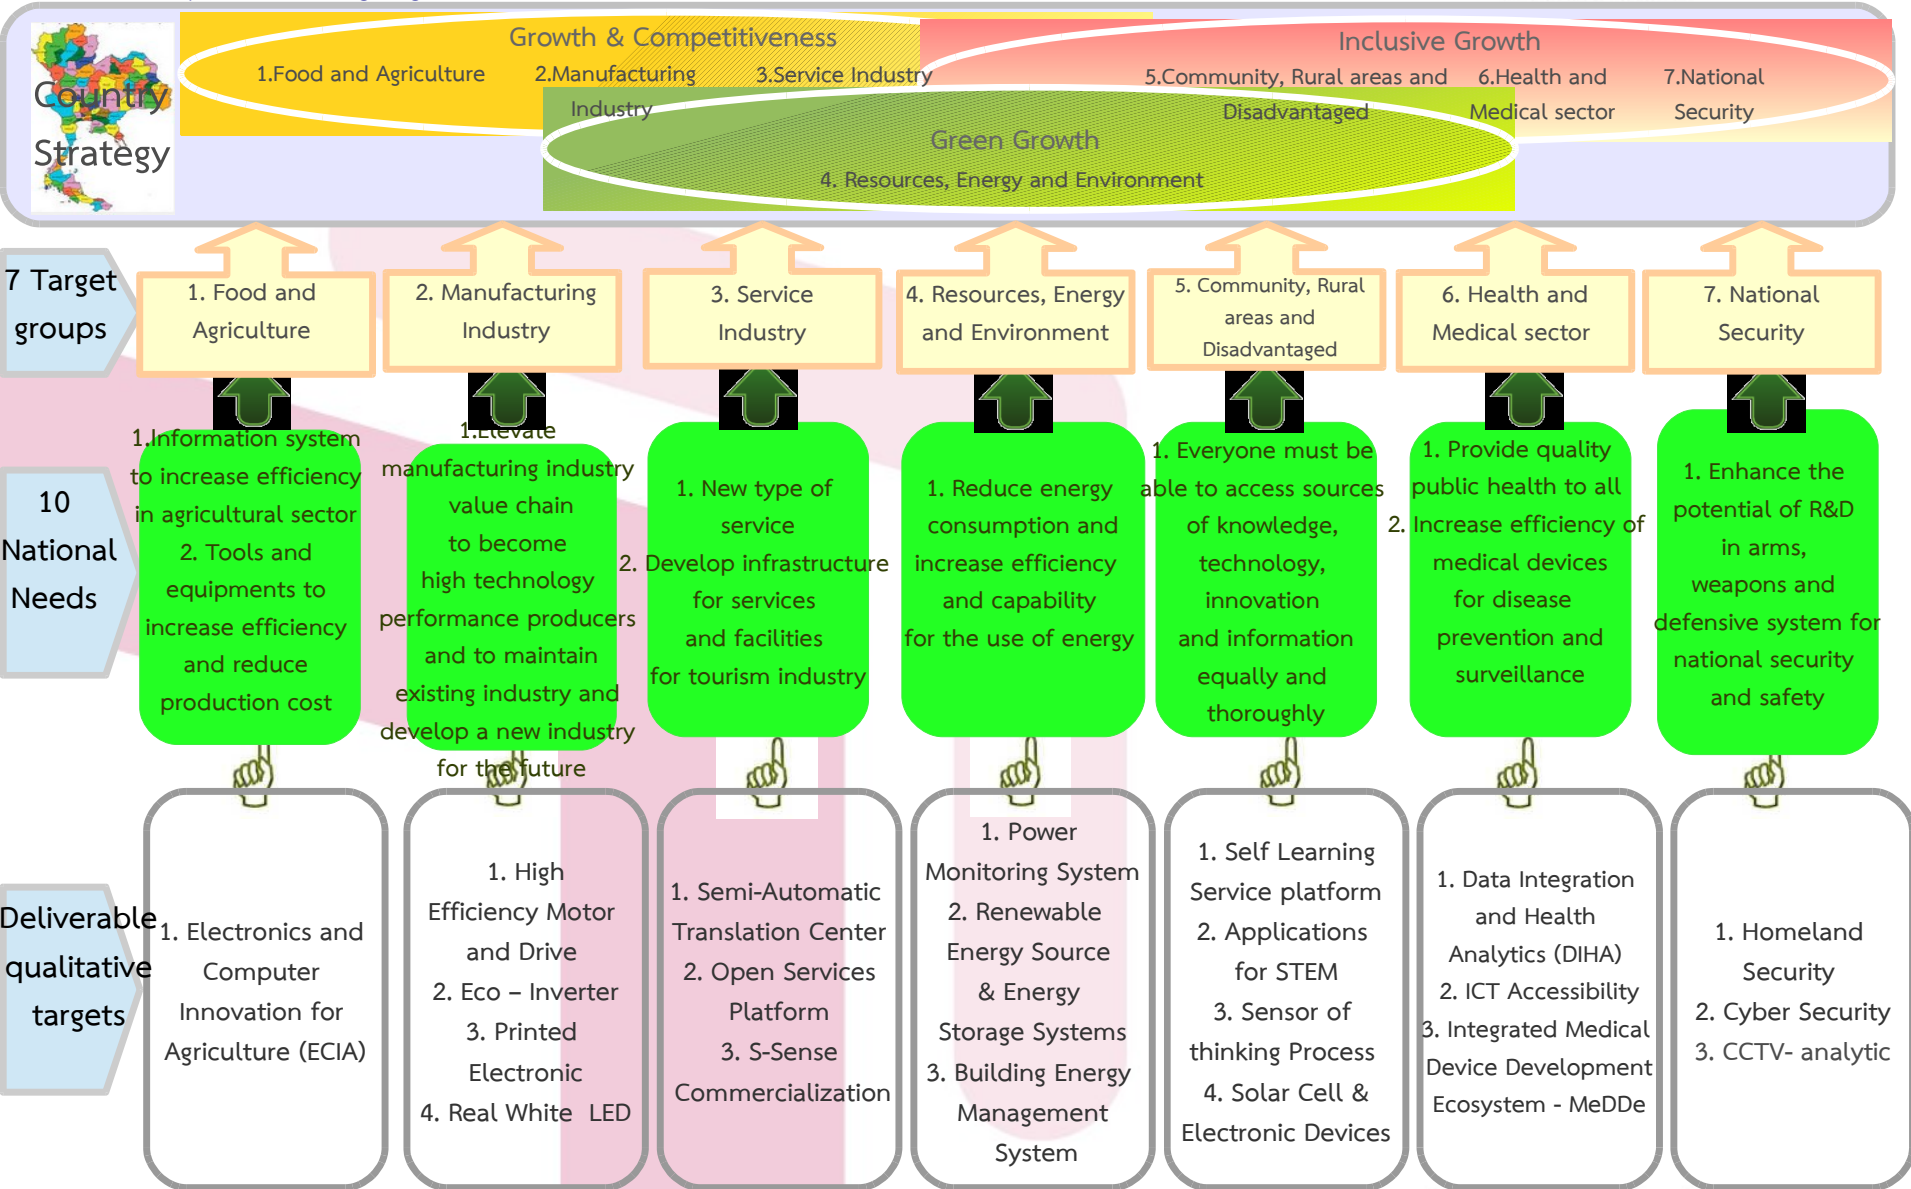 Growth & Competitiveness
1.Food and Agriculture
2.Manufacturing
Industry
3.Service Industry
Inclusive Growth
5.Community, Rural areas and
Disadvantaged
6.Health and
Medical sector
7.National
Security
Green Growth
4. Resources, Energy and Environment
Country
Strategy
7 Target
groups
1. Food and
Agriculture
2. Manufacturing
Industry
3. Service
Industry
4. Resources, Energy
and Environment
5. Community, Rural
areas and
Disadvantaged
6. Health and
Medical sector
7. National
Security
10
National
Needs
1.Information system
to increase efficiency
in agricultural sector
2. Tools and
equipments to
increase efficiency
and reduce
production cost
1.Elevate
manufacturing industry
value chain
to become
high technology
performance producers
and to maintain
existing industry and
develop a new industry
for the future
1. New type of
service
2. Develop infrastructure
for services
and facilities
for tourism industry
1. Reduce energy
consumption and
increase efficiency
and capability
for the use of energy
1. Everyone must be
able to access sources
of knowledge,
technology,
innovation
and information
equally and
thoroughly
1. Provide quality
public health to all
2. Increase efficiency of
medical devices
for disease
prevention and
surveillance
1. Enhance the
potential of R&D
in arms,
weapons and
defensive system for
national security
and safety
Deliverable
qualitative
targets
1. Electronics and
Computer
Innovation for
Agriculture (ECIA)
1. High
Efficiency Motor
and Drive
2. Eco – Inverter
3. Printed
Electronic
4. Real White LED
1. Semi-Automatic
Translation Center
2. Open Services
Platform
3. S-Sense
Commercialization
1. Power
Monitoring System
2. Renewable
Energy Source
& Energy
Storage Systems
3. Building Energy
Management
System
1. Self Learning
Service platform
2. Applications
for STEM
3. Sensor of
thinking Process
4. Solar Cell &
Electronic Devices
1. Data Integration
and Health
Analytics (DIHA)
2. ICT Accessibility
3. Integrated Medical
Device Development
Ecosystem - MeDDe
1. Homeland
Security
2. Cyber Security
3. CCTV- analytic